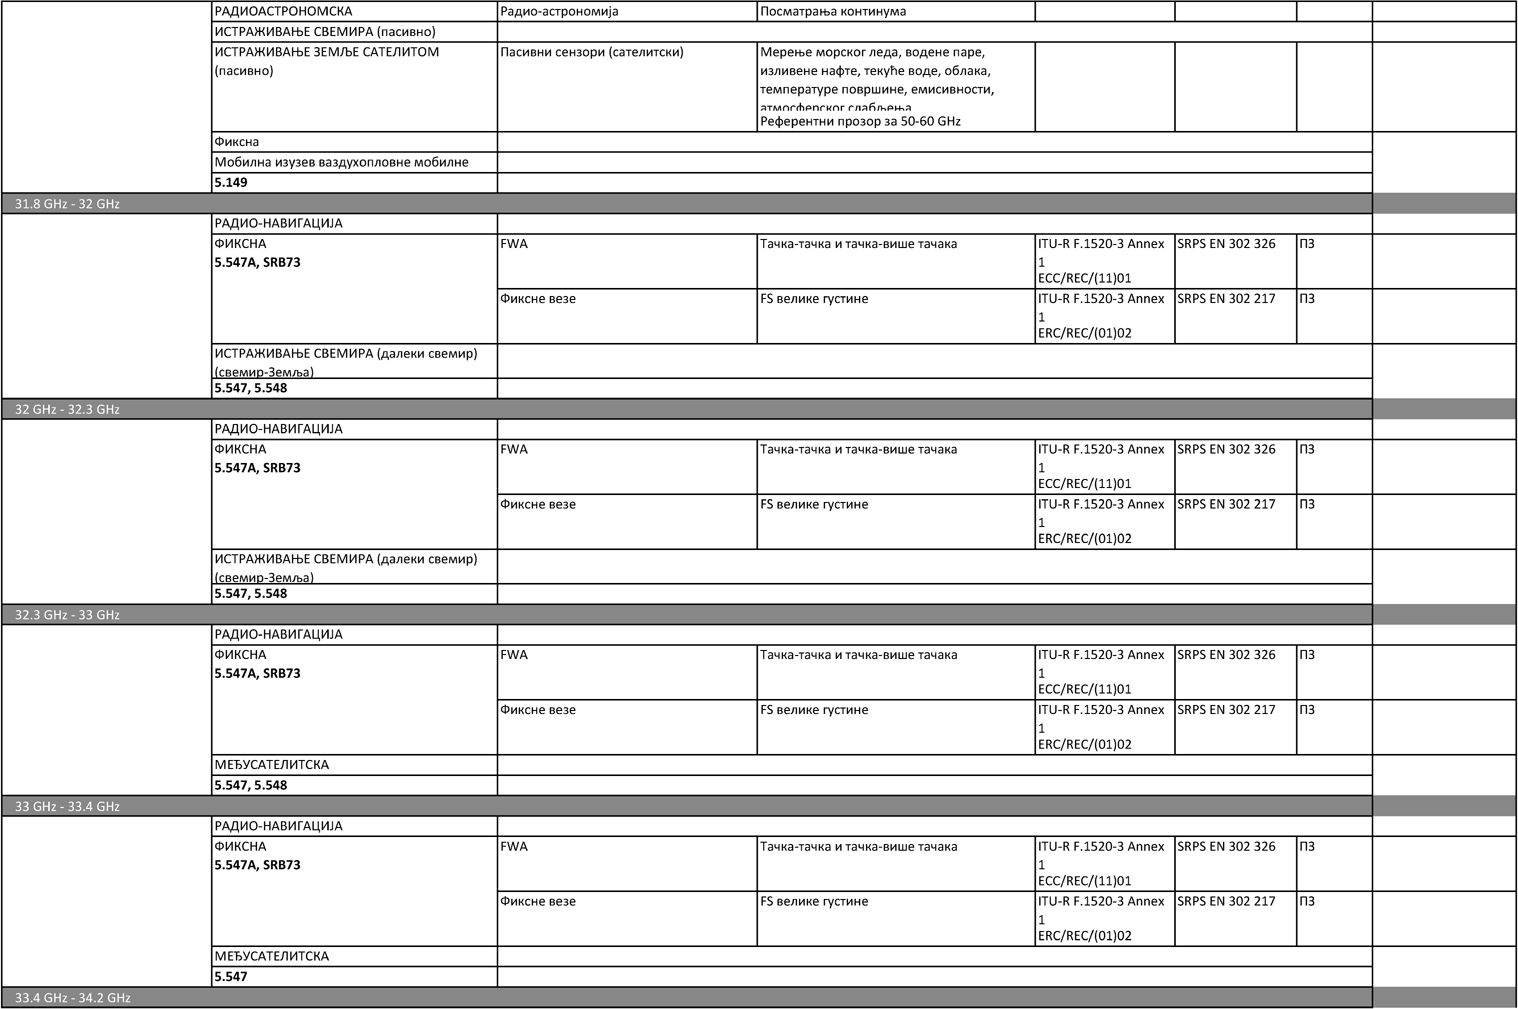 РАДИОАСТРОНОМСКА Радио-астрономија Посматрања континума
ИСТРАЖИВАЊЕ СВЕМИРА (пасивно)
ИСТРАЖИВАЊЕ ЗЕМЉЕ САТЕЛИТОМ (пасивно) Пасивни сензори (сателитски) Мерење морског леда, водене паре,
изливене нафте, текуће воде, облака,
температуре површине, емисивности,
атмосферског слабљења
Референтни прозор за 50-60 GHz
Фиксна
Мобилна изузев ваздухопловне мобилне
5.149
31.8 GHz - 32 GHz
РАДИО-НАВИГАЦИЈА
ФИКСНА
5.547A, SRB73
FWA Тачка-тачка и тачка-више тачака ITU-R F.1520-3 Annex
1
ECC/REC/(11)01
SRPS EN 302 326 П3
Фиксне везе FS велике густине ITU-R F.1520-3 Annex
1
ERC/REC/(01)02
SRPS EN 302 217 П3
ИСТРАЖИВАЊЕ СВЕМИРА (далеки свемир)
(свемир-Земља)
5.547, 5.548
32 GHz - 32.3 GHz
РАДИО-НАВИГАЦИЈА
ФИКСНА
5.547A, SRB73
FWA Тачка-тачка и тачка-више тачака ITU-R F.1520-3 Annex
1
ECC/REC/(11)01
SRPS EN 302 326 П3
Фиксне везе FS велике густине ITU-R F.1520-3 Annex
1
ERC/REC/(01)02
SRPS EN 302 217 П3
ИСТРАЖИВАЊЕ СВЕМИРА (далеки свемир)
(свемир-Земља)
5.547, 5.548
32.3 GHz - 33 GHz
РАДИО-НАВИГАЦИЈА
ФИКСНА
5.547A, SRB73
FWA Тачка-тачка и тачка-више тачака ITU-R F.1520-3 Annex
1
ECC/REC/(11)01
SRPS EN 302 326 П3
Фиксне везе FS велике густине ITU-R F.1520-3 Annex
1
ERC/REC/(01)02
SRPS EN 302 217 П3
МЕЂУСАТЕЛИТСКА
5.547, 5.548
33 GHz - 33.4 GHz
РАДИО-НАВИГАЦИЈА
ФИКСНА
5.547A, SRB73
FWA Тачка-тачка и тачка-више тачака ITU-R F.1520-3 Annex
1
ECC/REC/(11)01
SRPS EN 302 326 П3
Фиксне везе FS велике густине ITU-R F.1520-3 Annex
1
ERC/REC/(01)02
SRPS EN 302 217 П3
МЕЂУСАТЕЛИТСКА
5.547
33.4 GHz - 34.2 GHz